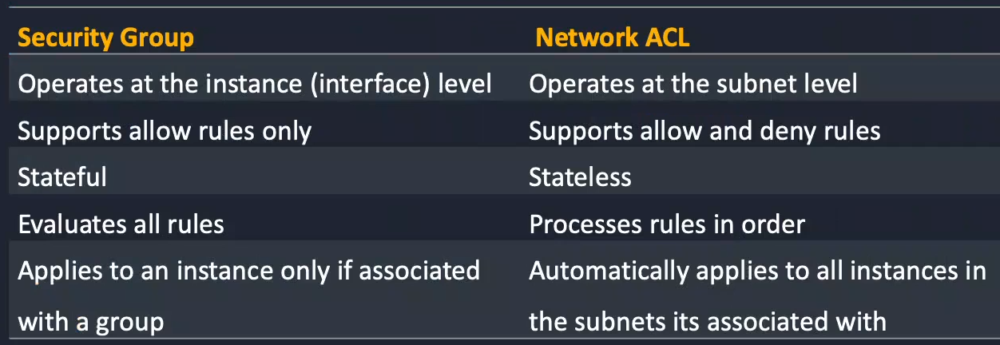 Security Group
Network ACL
Operates at the instance (interface) level
Operates at the subnet level
Supports allow rules only
Supports allow and deny rules
Stateful
Stateless
Evaluates all rules
Processes rules in order
Applies to an instance only if associated
with a group
Automatically applies to all instances in
the subnets its associated with